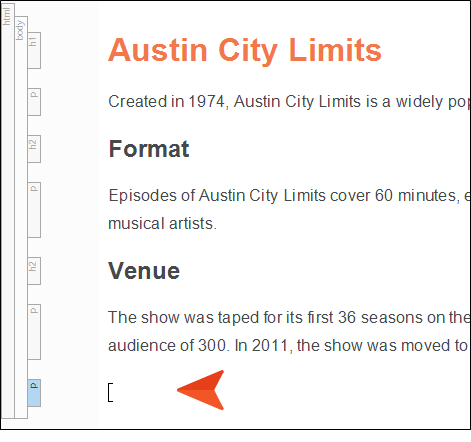 html
body
h1
Austin City Limits
p
Created in 1974, Austin City Limits is a widely
h2
Format
p
Episodes of Austin City Limits cover 60 minutes,
musical artists.
h2
Venue
p
The show was taped for its first 36 seasons on the
audience of 300. In 2011, the show was moved to
p